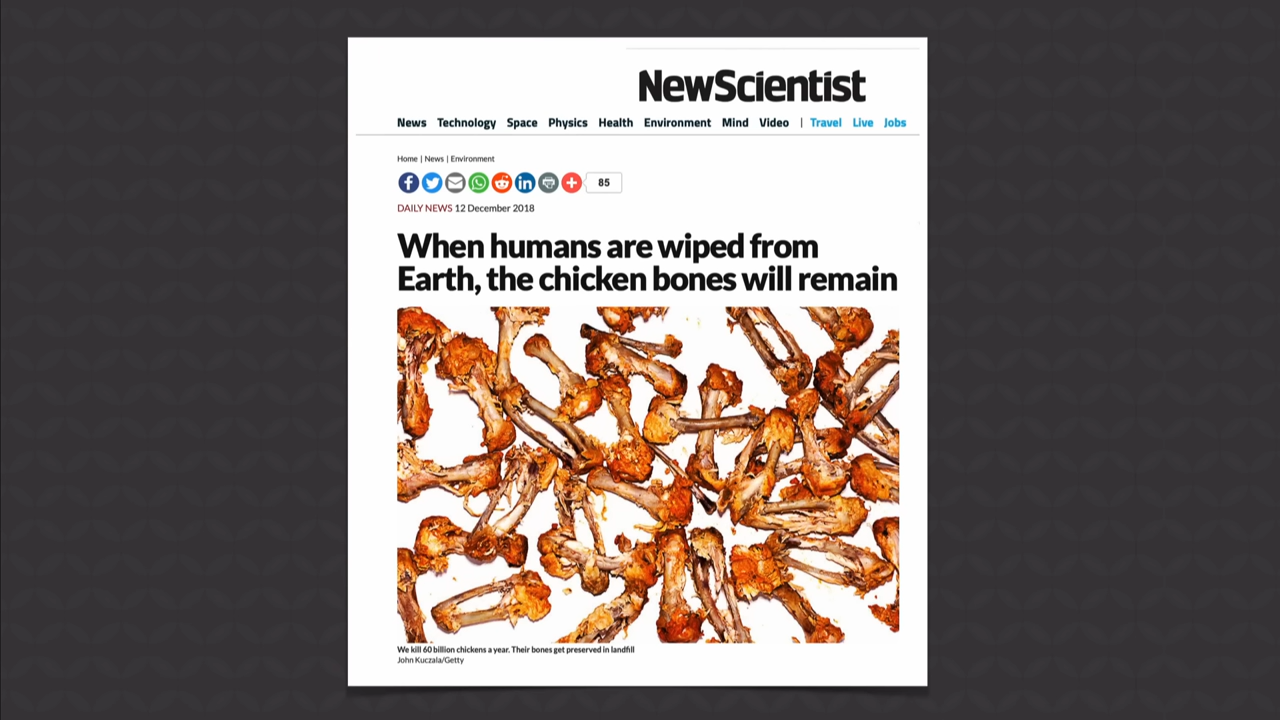 NewScientist
News Technology Space Physics Health Environment Mind Video | Travel Live Jobs
Home | News | Environment
85
DAILY NEWS 12 December 2018
When humans are wiped from
Earth, the chicken bones will remain
We kill 60 billion chickens a year. Their bones get preserved in landfill
John Kuczala/Getty